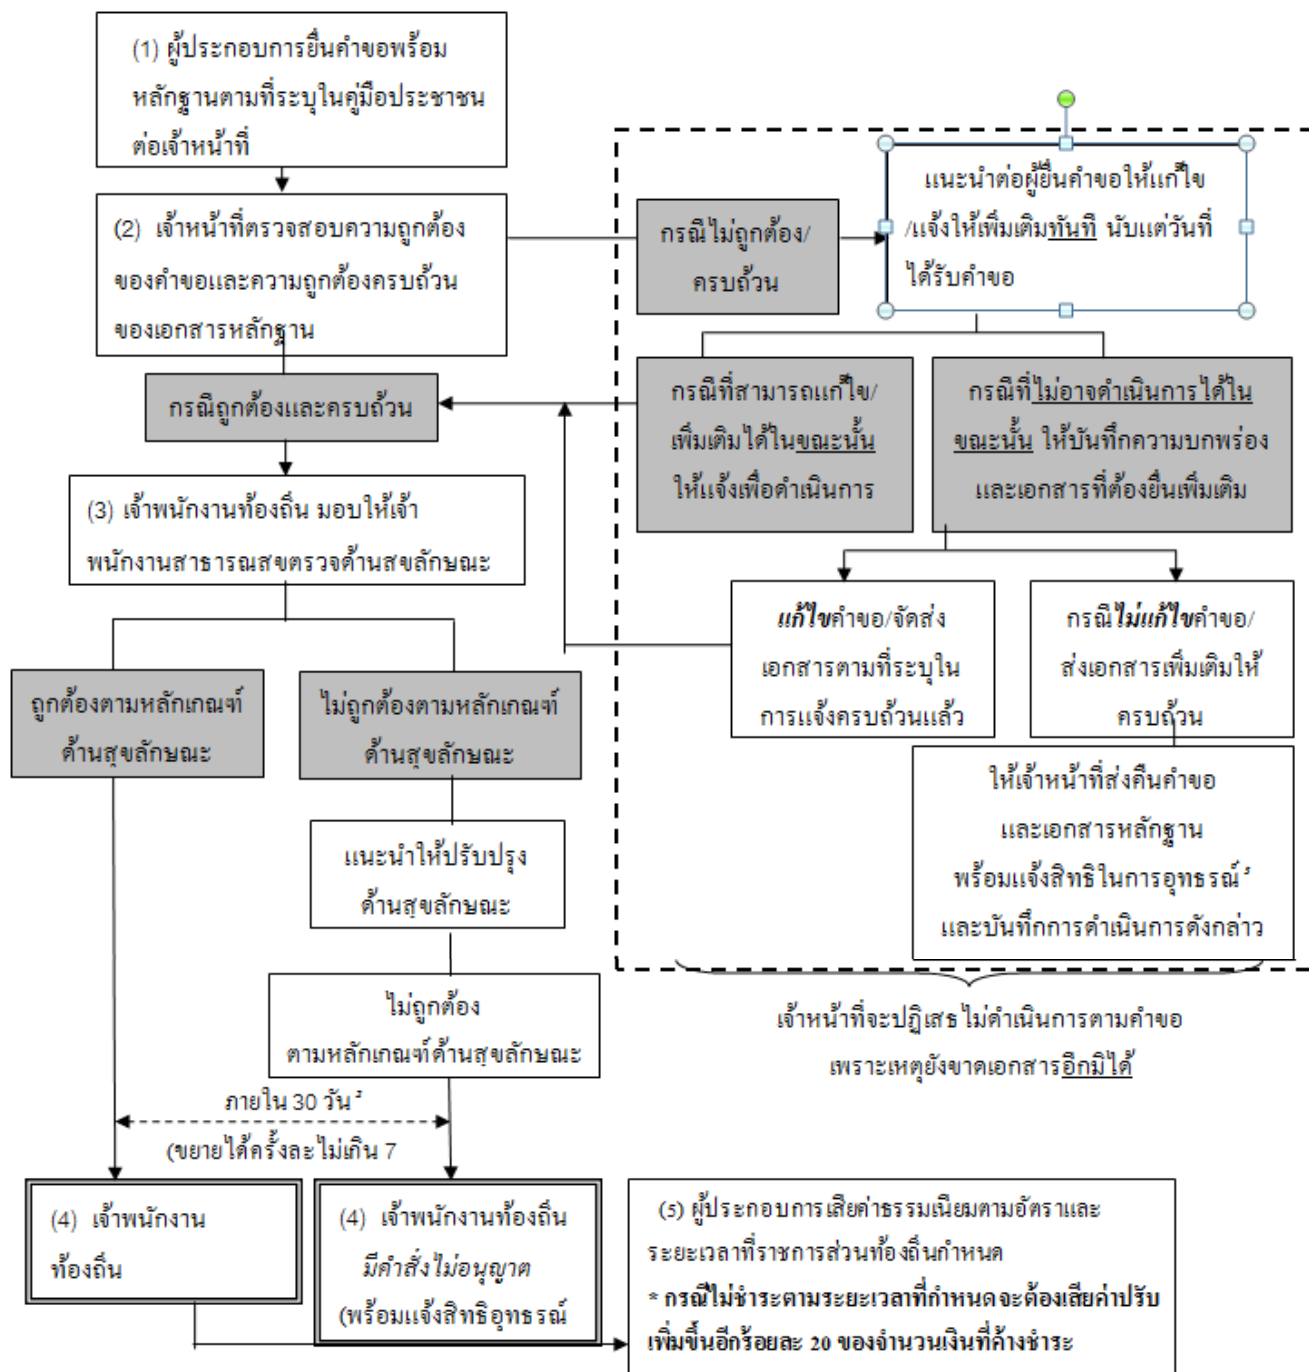 (1) ผู้ประกอบการยื่นคำขอพร้อม
หลักฐานตามที่ระบุในคู่มือประชาชน
ต่อเจ้าหน้าที่
(2) เจ้าหน้าที่ตรวจสอบความถูกต้อง
ของคำขอและความถูกต้องครบถ้วน
ของเอกสารหลักฐาน
กรณีไม่ถูกต้อง/
ครบถ้วน
แนะนำต่อผู้ยื่นคำขอให้แก้ไข
/แจ้งให้เพิ่มเติมทันที นับแต่วันที่
ได้รับคำขอ
กรณีถูกต้องและครบถ้วน
กรณีที่สามารถแก้ไข/
เพิ่มเติมได้ในขณะนั้น
ให้แจ้งเพื่อดำเนินการ
กรณีที่ไม่อาจดำเนินการได้ใน
ขณะนั้น ให้บันทึกความบกพร่อง
และเอกสารที่ต้องยื่นเพิ่มเติม
(3) เจ้าพนักงานท้องถิ่น มอบให้เจ้า
พนักงานสาธารณสุขตรวจด้านสุขลักษณะ
แก้ไขคำขอ/จัดส่ง
เอกสารตามที่ระบุใน
การแจ้งครบถ้วนแล้ว
กรณีไม่แก้ไขคำขอ/
ส่งเอกสารเพิ่มเติมให้
ครบถ้วน
ถูกต้องตามหลักเกณฑ์
ด้านสุขลักษณะ
ไม่ถูกต้องตามหลักเกณฑ์
ด้านสุขลักษณะ
ให้เจ้าหน้าที่ส่งคืนคำขอ
และเอกสารหลักฐาน
พร้อมแจ้งสิทธิในการอุทธรณ์
และบันทึกการดำเนินการดังกล่าว
แนะนำให้ปรับปรุง
ด้านสุขลักษณะ
ไม่ถูกต้อง
ตามหลักเกณฑ์ด้านสุขลักษณะ
เจ้าหน้าที่จะปฏิเสธไม่ดำเนินการตามคำขอ
เพราะเหตุยังขาดเอกสารอีกมิได้
ภายใน 30 วัน
(ขยายได้ครั้งละไม่เกิน 7
(4) เจ้าพนักงาน
ท้องถิ่น
(4) เจ้าพนักงานท้องถิ่น
มีคำสั่งไม่อนุญาต
(พร้อมแจ้งสิทธิอุทธรณ์
(5) ผู้ประกอบการเสียค่าธรรมเนียมตามอัตราและ
ระยะเวลาที่ราชการส่วนท้องถิ่นกำหนด
* กรณีไม่ชำระตามระยะเวลาที่กำหนดจะต้องเสียค่าปรับ
เพิ่มขึ้นอีกร้อยละ 20 ของจำนวนเงินที่ค้างชำระ